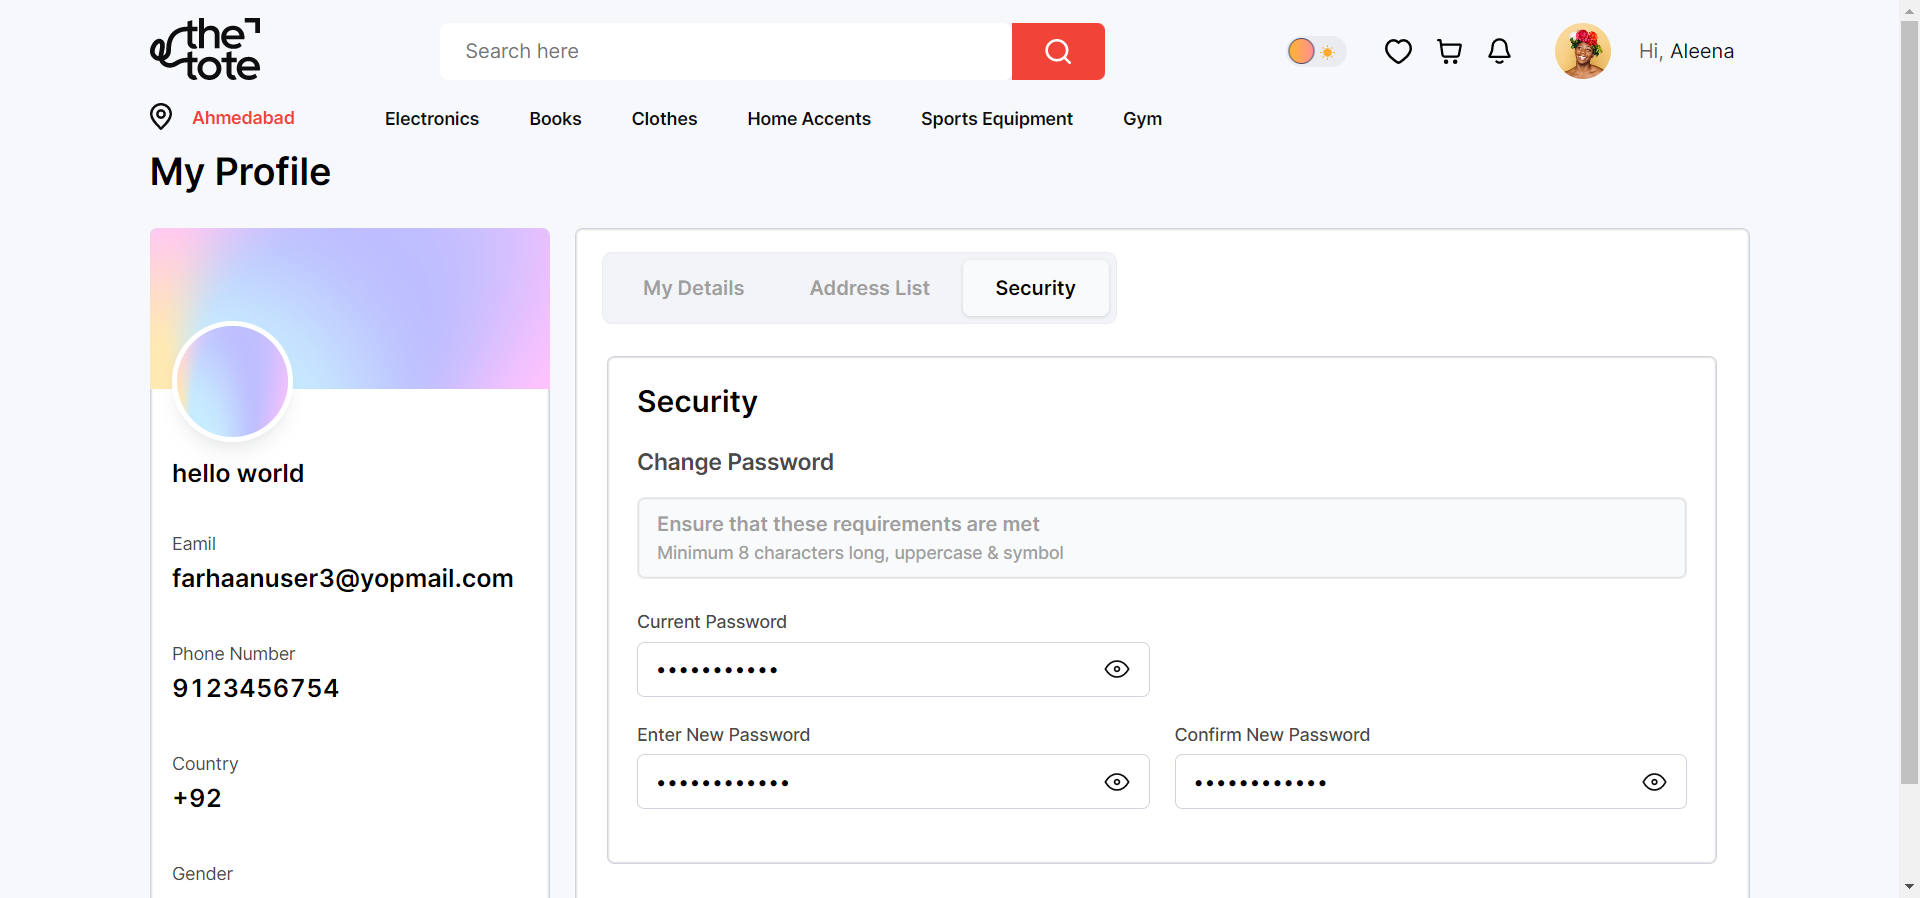 the
tote
Search here
Hi, Aleena
Ahmedabad
Electronics
Books
Clothes
Home Accents
Sports Equipment
Gym
My Profile
hello world
Eamil
farhaanuser3@yopmail.com
Phone Number
9123456754
Country
+92
Gender
My Details
Address List
Security
Security
Change Password
Ensure that these requirements are met
Minimum 8 characters long, uppercase & symbol
Current Password
•••••••••••
Enter New Password
••••••••••••
Confirm New Password
••••••••••••